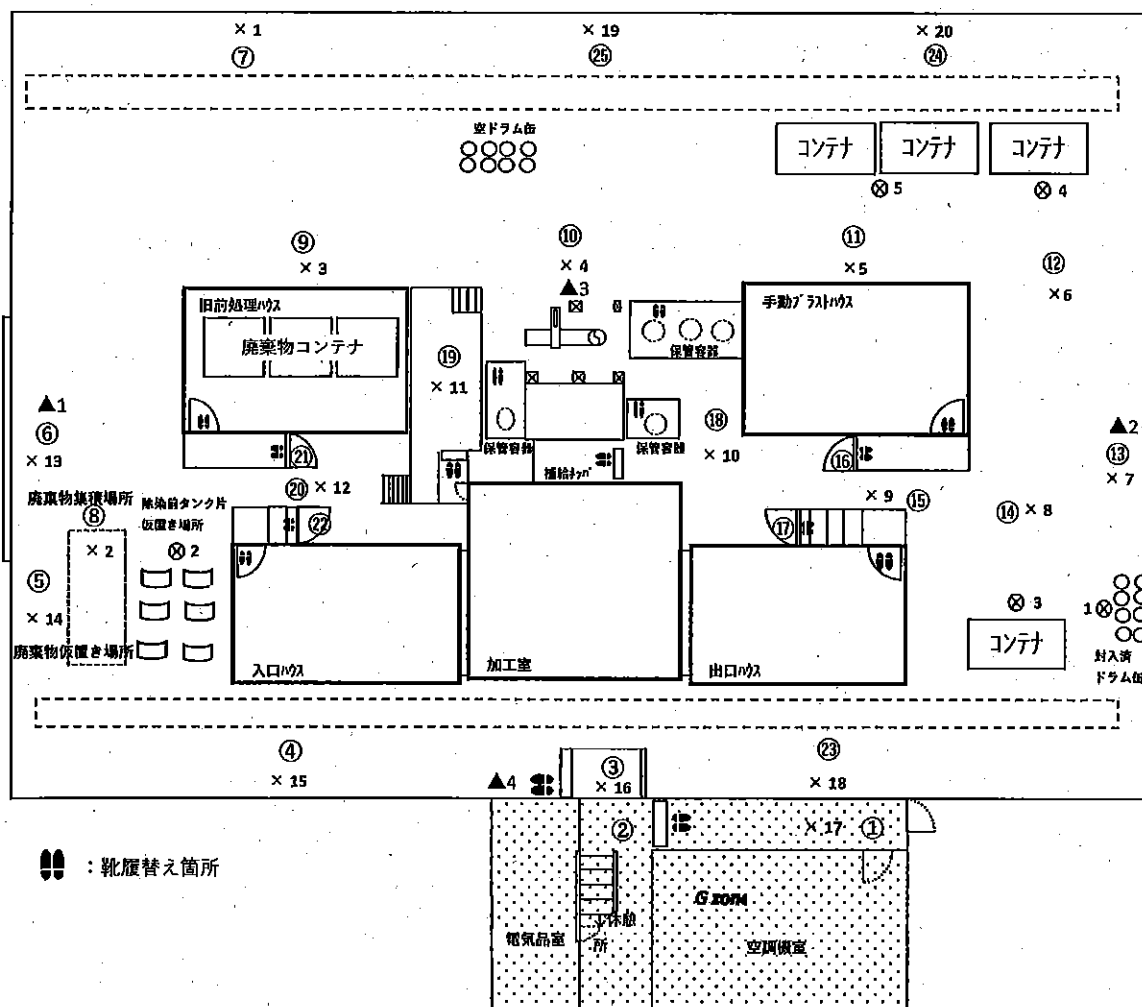 × 1
× 19
× 20
⑦
㉕
㉔
空ドラム缶
コンテナ
コンテナ
コンテナ
⊗ 5
⊗ 4
⑨
⑩
⑪
⑫
× 3
× 4
× 5
× 6
▲3
旧前処理ハウス
手動ブラストハウス
廃棄物コンテナ
保管容器
⑲
× 11
▲1
⑥
⑱
▲2
⑬
保管容器
保管容器
× 13
㉑
補給ﾎｯﾊﾟ
× 10
⑯
× 7
廃棄物集積場所
除染前タンク片
仮置き場所
⑳
× 12
× 9
⑮
⑧
㉒
⑰
⑭
× 8
× 2
⊗ 2
⑤
× 14
⊗ 3
1 ⊗
コンテナ
廃棄物仮置き場所
入口ハウス
加工室
出口ハウス
封入済
ドラム缶
④
③
㉓
× 15
▲4
× 16
× 18
②
× 17
①
：靴履替え箇所
G zone
休憩
所
電気品室
空調機室